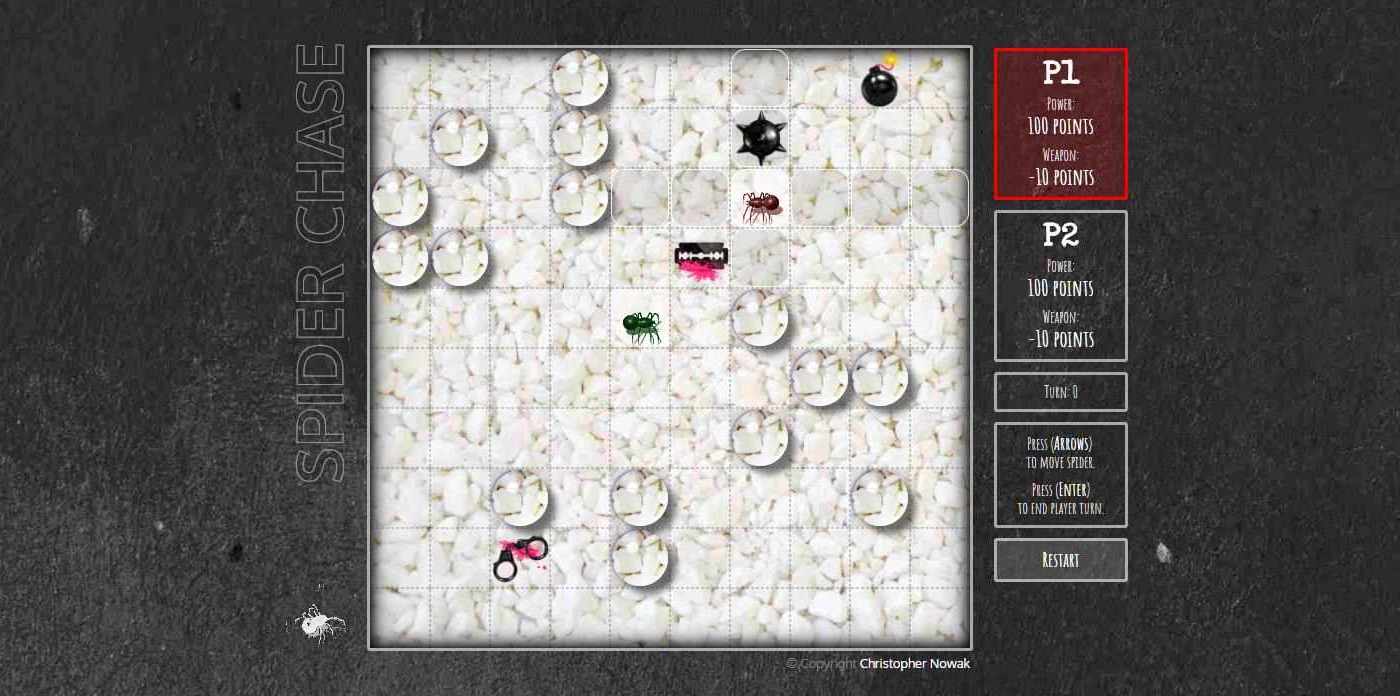 SPIDER CHASE
P1
Power:
100 points
Weapon:
-10 points
P2
Power:
100 points
Weapon:
-10 points
Turn: 0
Press (Arrows)
to move spider.
Press (Enter)
to end player turn.
Restart
© Copyright Christopher Nowak